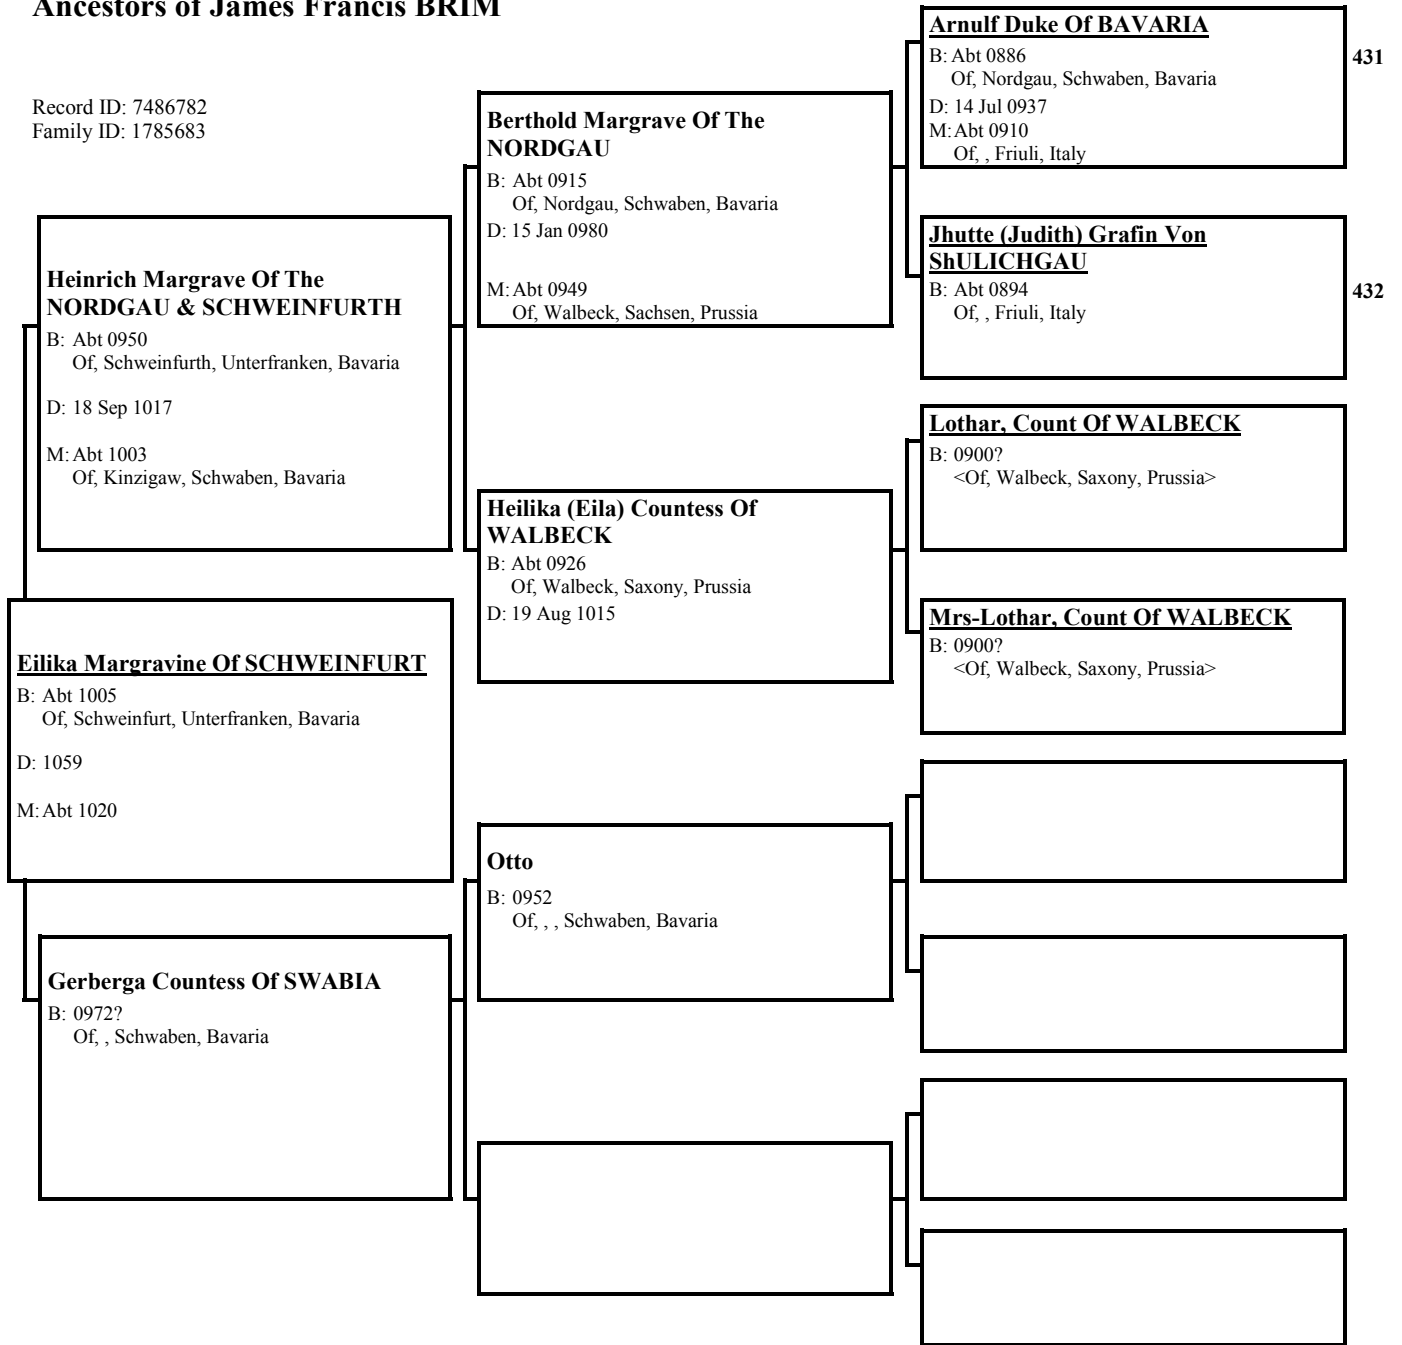 Ancestors of James Francis BRIM
Record ID: 7486782
Family ID: 1785683
Heinrich Margrave Of The
NORDGAU & SCHWEINFURTH
B: Abt 0950
Of, Schweinfurth, Unterfranken, Bavaria
D: 18 Sep 1017
M: Abt 1003
Of, Kinzigaw, Schwaben, Bavaria
Eilika Margravine Of SCHWEINFURT
B: Abt 1005
Of, Schweinfurt, Unterfranken, Bavaria
D: 1059
M: Abt 1020
Gerberga Countess Of SWABIA
B: 0972?
Of, , Schwaben, Bavaria
Berthold Margrave Of The
NORDGAU
B: Abt 0915
Of, Nordgau, Schwaben, Bavaria
D: 15 Jan 0980
M: Abt 0949
Of, Walbeck, Sachsen, Prussia
Heilika (Eila) Countess Of
WALBECK
B: Abt 0926
Of, Walbeck, Saxony, Prussia
D: 19 Aug 1015
Otto
B: 0952
Of, , , Schwaben, Bavaria
Arnulf Duke Of BAVARIA
B: Abt 0886
Of, Nordgau, Schwaben, Bavaria
D: 14 Jul 0937
M: Abt 0910
Of, , Friuli, Italy
431
Jhutte (Judith) Grafin Von
ShULICHGAU
B: Abt 0894
Of, , Friuli, Italy
432
Lothar, Count Of WALBECK
B: 0900?
<Of, Walbeck, Saxony, Prussia>
Mrs-Lothar, Count Of WALBECK
B: 0900?
<Of, Walbeck, Saxony, Prussia>